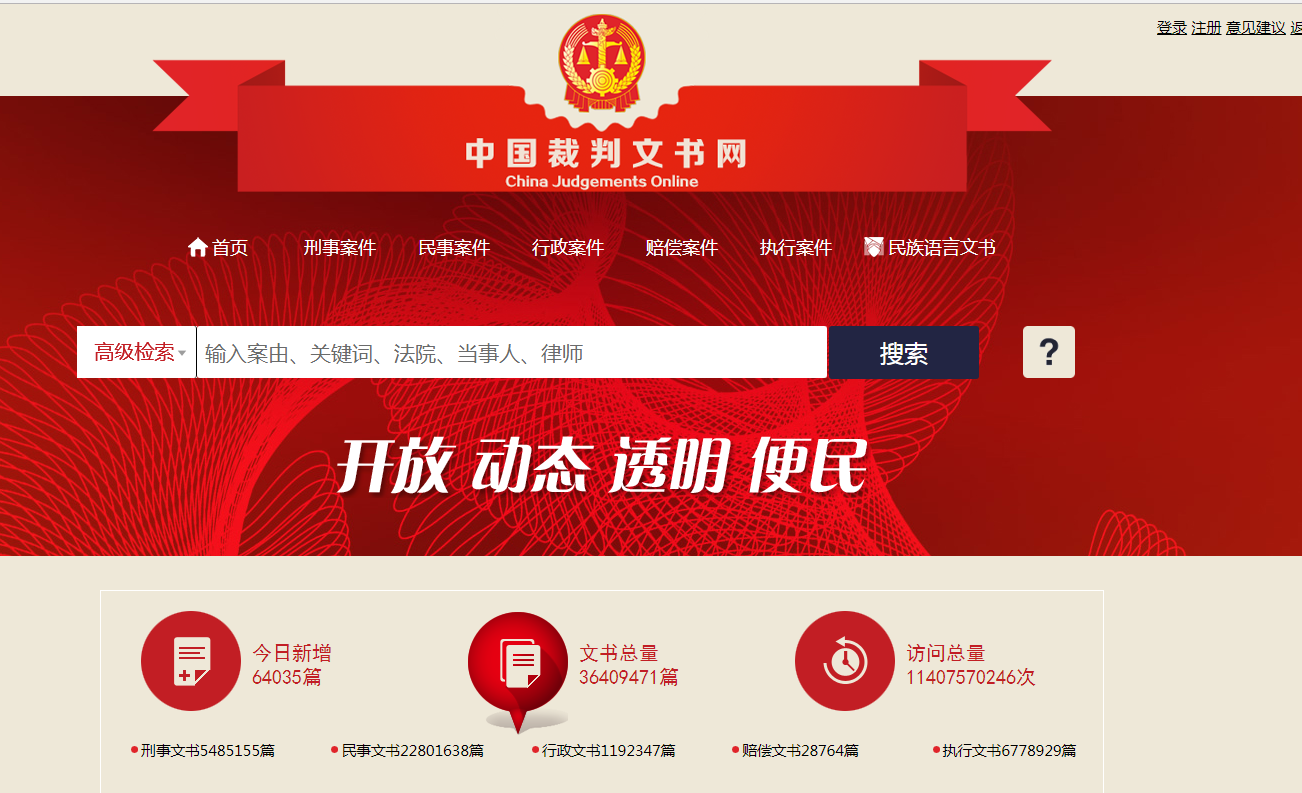 登录 注册 意见建议 返
中国裁判文书网
China Judgements Online
首页 刑事案件 民事案件 行政案件 赔偿案件 执行案件 民族语言文书
高级检索 输入案由、关键词、法院、当事人、律师 搜索 ?
开放 动态 透明 便民
今日新增 文书总量 访问总量
64035篇 36409471篇 11407570246次
刑事文书5485155篇 民事文书22801638篇 行政文书1192347篇 赔偿文书28764篇 执行文书6778929篇